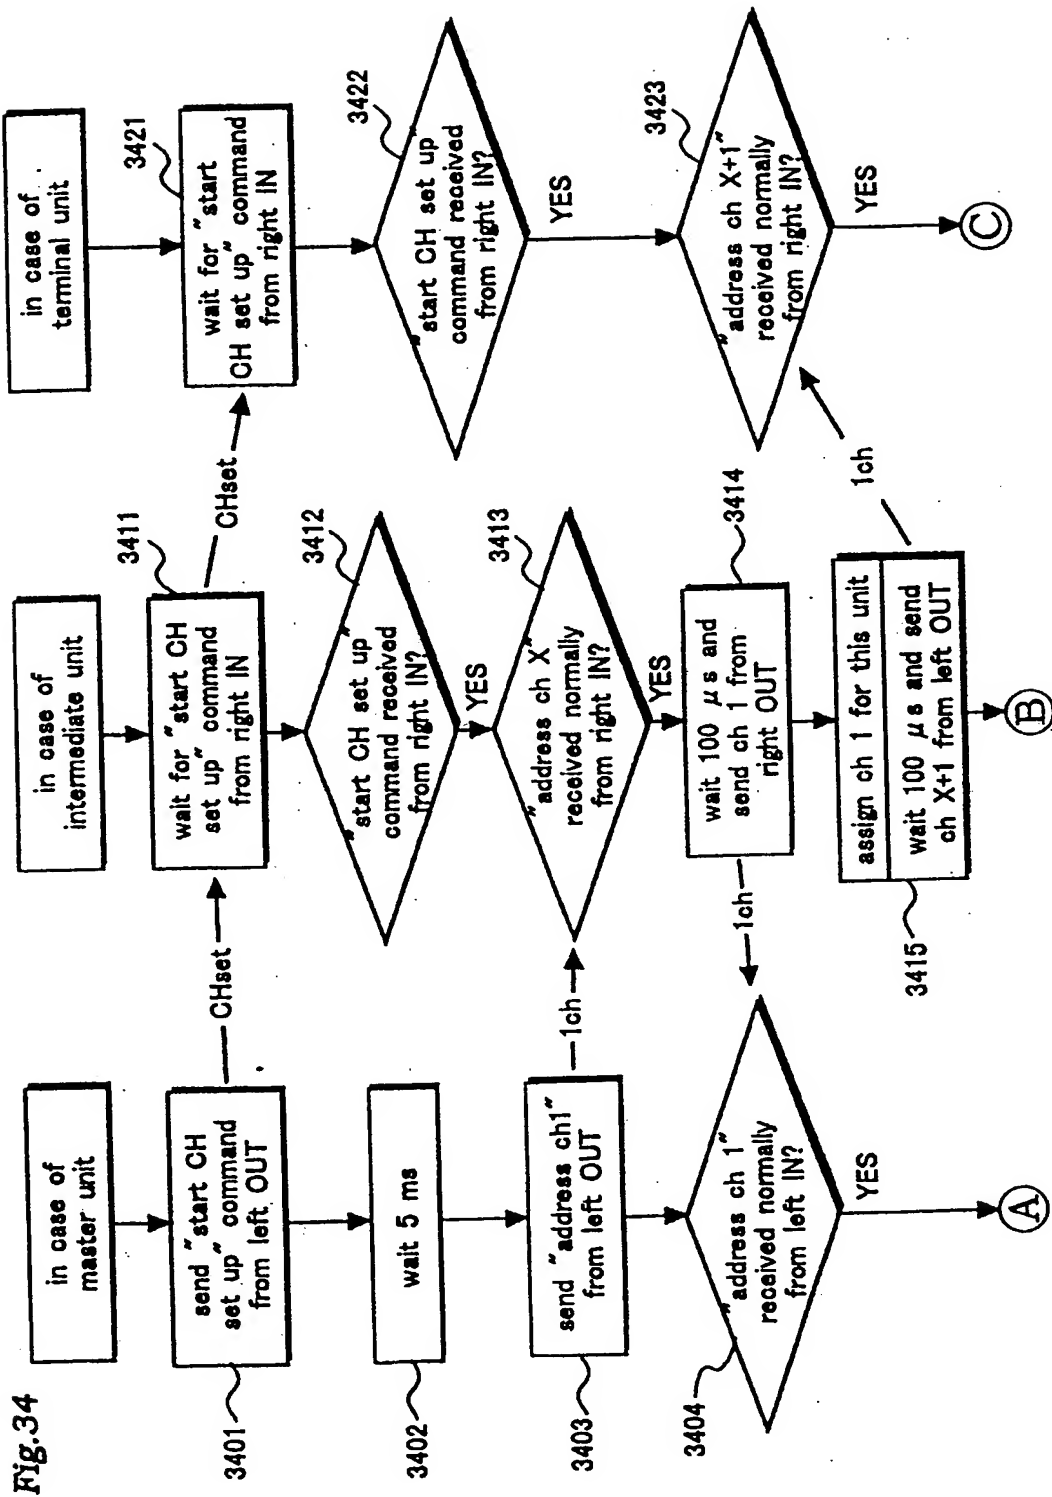 Fig.34
in case of
master unit
3401
send "start CH
set up" command
from left OUT
CHset
3402
wait 5 ms
3403
send "address ch1"
from left OUT
1ch
3404
"address ch 1"
received normally
from left IN?
YES
A
in case of
intermediate unit
3411
wait for "start CH
set up" command
from right IN
CHset
3412
"start CH set up"
command received
from right IN?
YES
3413
"address ch X"
received normally
from right IN?
YES
3414
wait 100 μs and
send ch 1 from
right OUT
1ch
3415
assign ch 1 for this unit
wait 100 μs and send
ch X+1 from left OUT
1ch
B
in case of
terminal unit
3421
wait for "start
CH set up" command
from right IN
3422
"start CH set up
command received
from right IN?
YES
3423
"address ch X+1"
received normally
from right IN?
YES
C